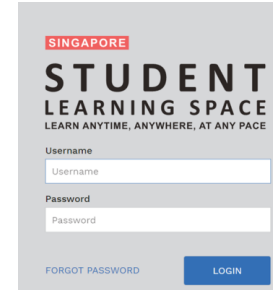 SINGAPORE
STUDENT
LEARNING SPACE
LEARN ANYTIME, ANYWHERE, AT ANY PACE
Username
Username
Password
Password
FORGOT PASSWORD
LOGIN